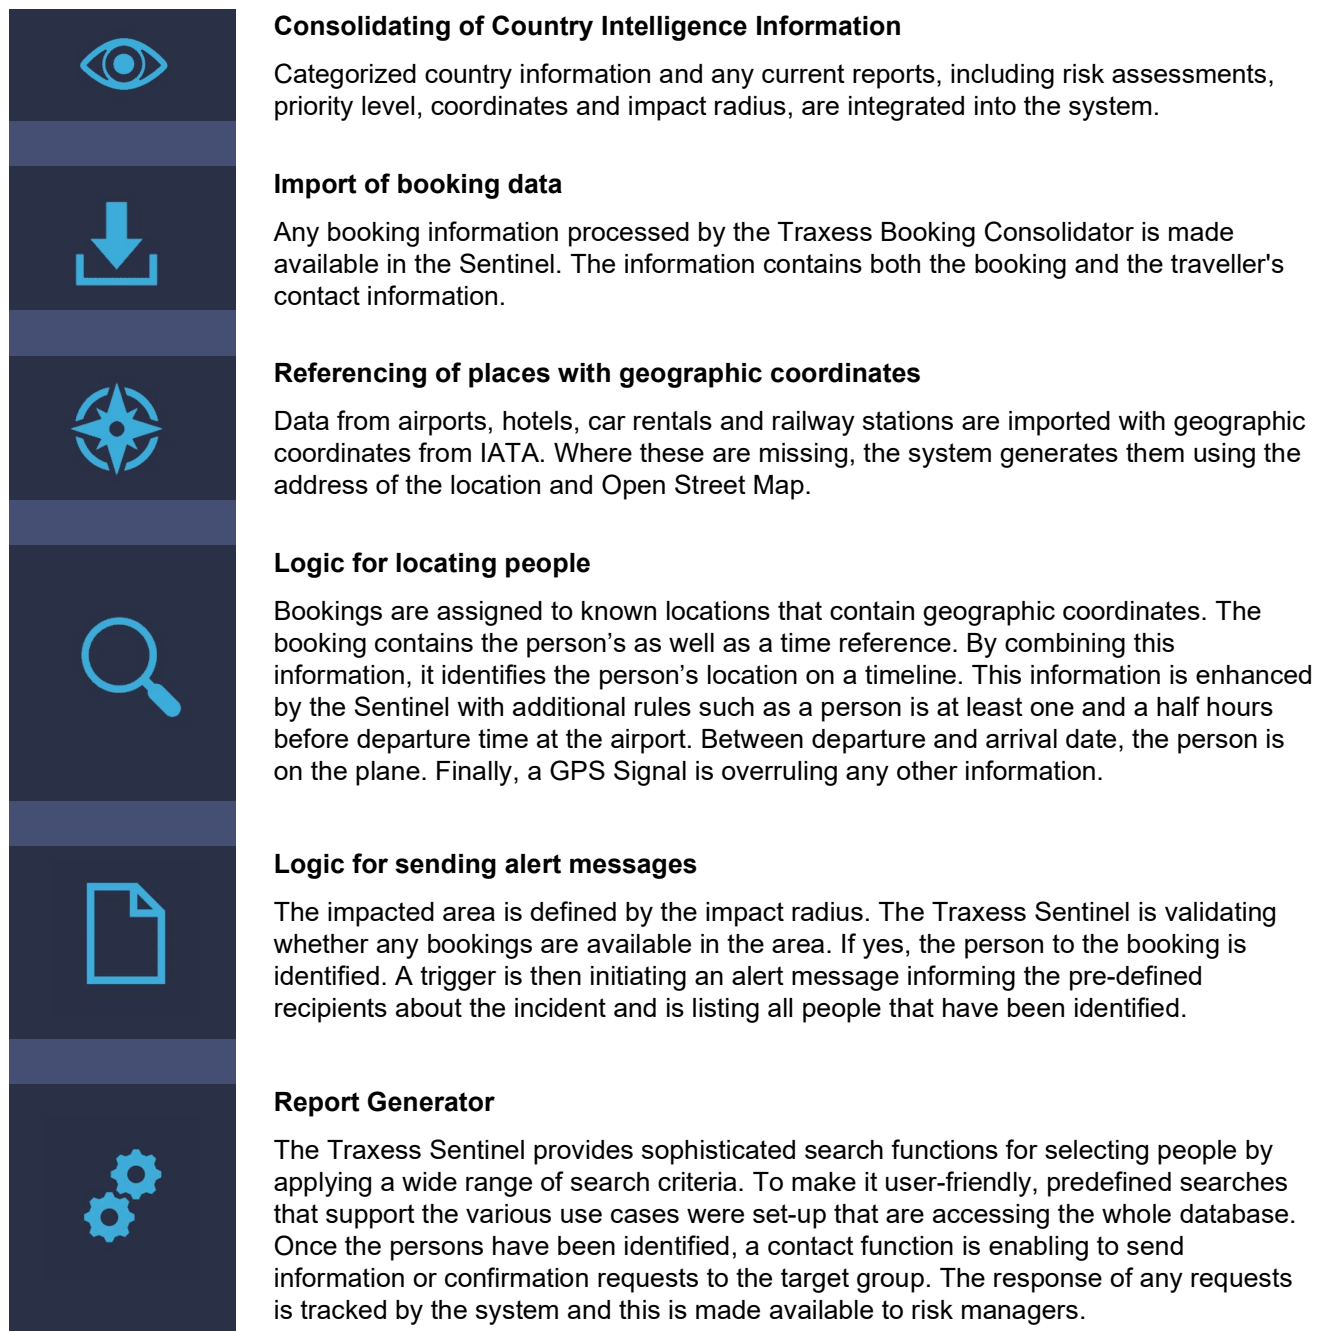 Consolidating of Country Intelligence Information
Categorized country information and any current reports, including risk assessments,
priority level, coordinates and impact radius, are integrated into the system.
Import of booking data
Any booking information processed by the Traxess Booking Consolidator is made
available in the Sentinel. The information contains both the booking and the traveller's
contact information.
Referencing of places with geographic coordinates
Data from airports, hotels, car rentals and railway stations are imported with geographic
coordinates from IATA. Where these are missing, the system generates them using the
address of the location and Open Street Map.
Logic for locating people
Bookings are assigned to known locations that contain geographic coordinates. The
booking contains the person’s as well as a time reference. By combining this
information, it identifies the person’s location on a timeline. This information is enhanced
by the Sentinel with additional rules such as a person is at least one and a half hours
before departure time at the airport. Between departure and arrival date, the person is
on the plane. Finally, a GPS Signal is overruling any other information.
Logic for sending alert messages
The impacted area is defined by the impact radius. The Traxess Sentinel is validating
whether any bookings are available in the area. If yes, the person to the booking is
identified. A trigger is then initiating an alert message informing the pre-defined
recipients about the incident and is listing all people that have been identified.
Report Generator
The Traxess Sentinel provides sophisticated search functions for selecting people by
applying a wide range of search criteria. To make it user-friendly, predefined searches
that support the various use cases were set-up that are accessing the whole database.
Once the persons have been identified, a contact function is enabling to send
information or confirmation requests to the target group. The response of any requests
is tracked by the system and this is made available to risk managers.